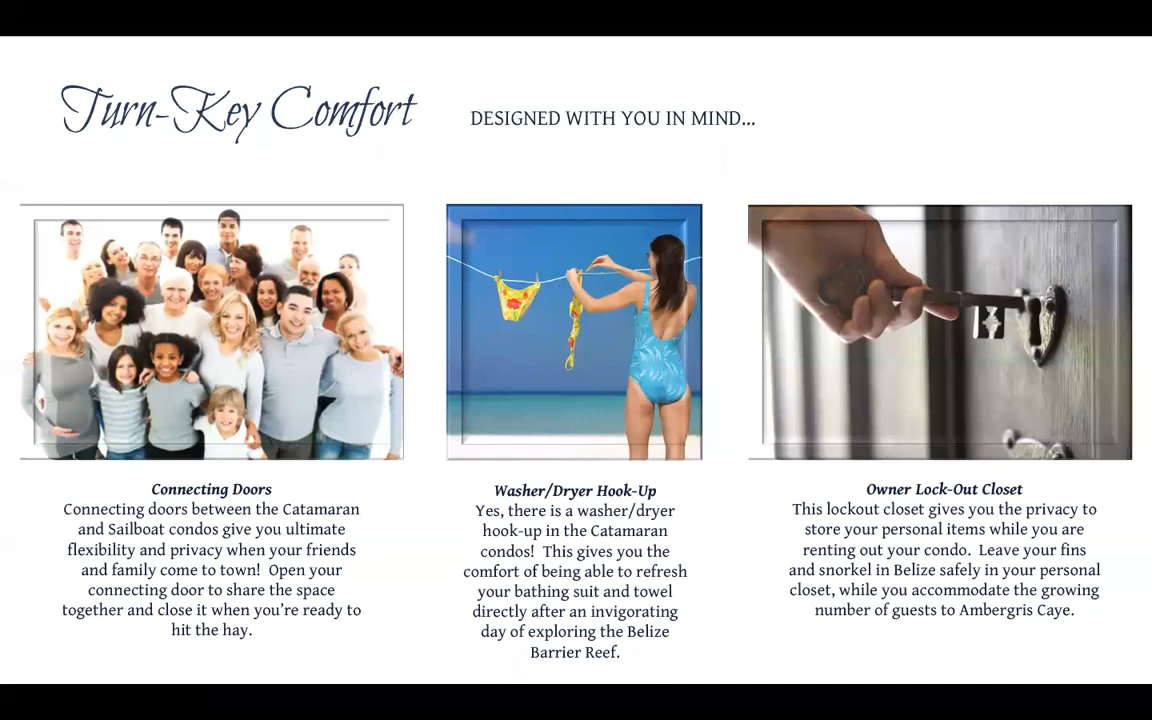 Turn-Key Comfort
DESIGNED WITH YOU IN MIND...
Connecting Doors
Connecting doors between the Catamaran
and Sailboat condos give you ultimate
flexibility and privacy when your friends
and family come to town!  Open your
connecting door to share the space
together and close it when you're ready to
hit the hay.
Washer/Dryer Hook-Up
Yes, there is a washer/dryer
hook-up in the Catamaran
condos!  This gives you the
comfort of being able to refresh
your bathing suit and towel
directly after an invigorating
day of exploring the Belize
Barrier Reef.
Owner Lock-Out Closet
This lockout closet gives you the privacy to
store your personal items while you are
renting out your condo.  Leave your fins
and snorkel in Belize safely in your personal
closet, while you accommodate the growing
number of guests to Ambergris Caye.